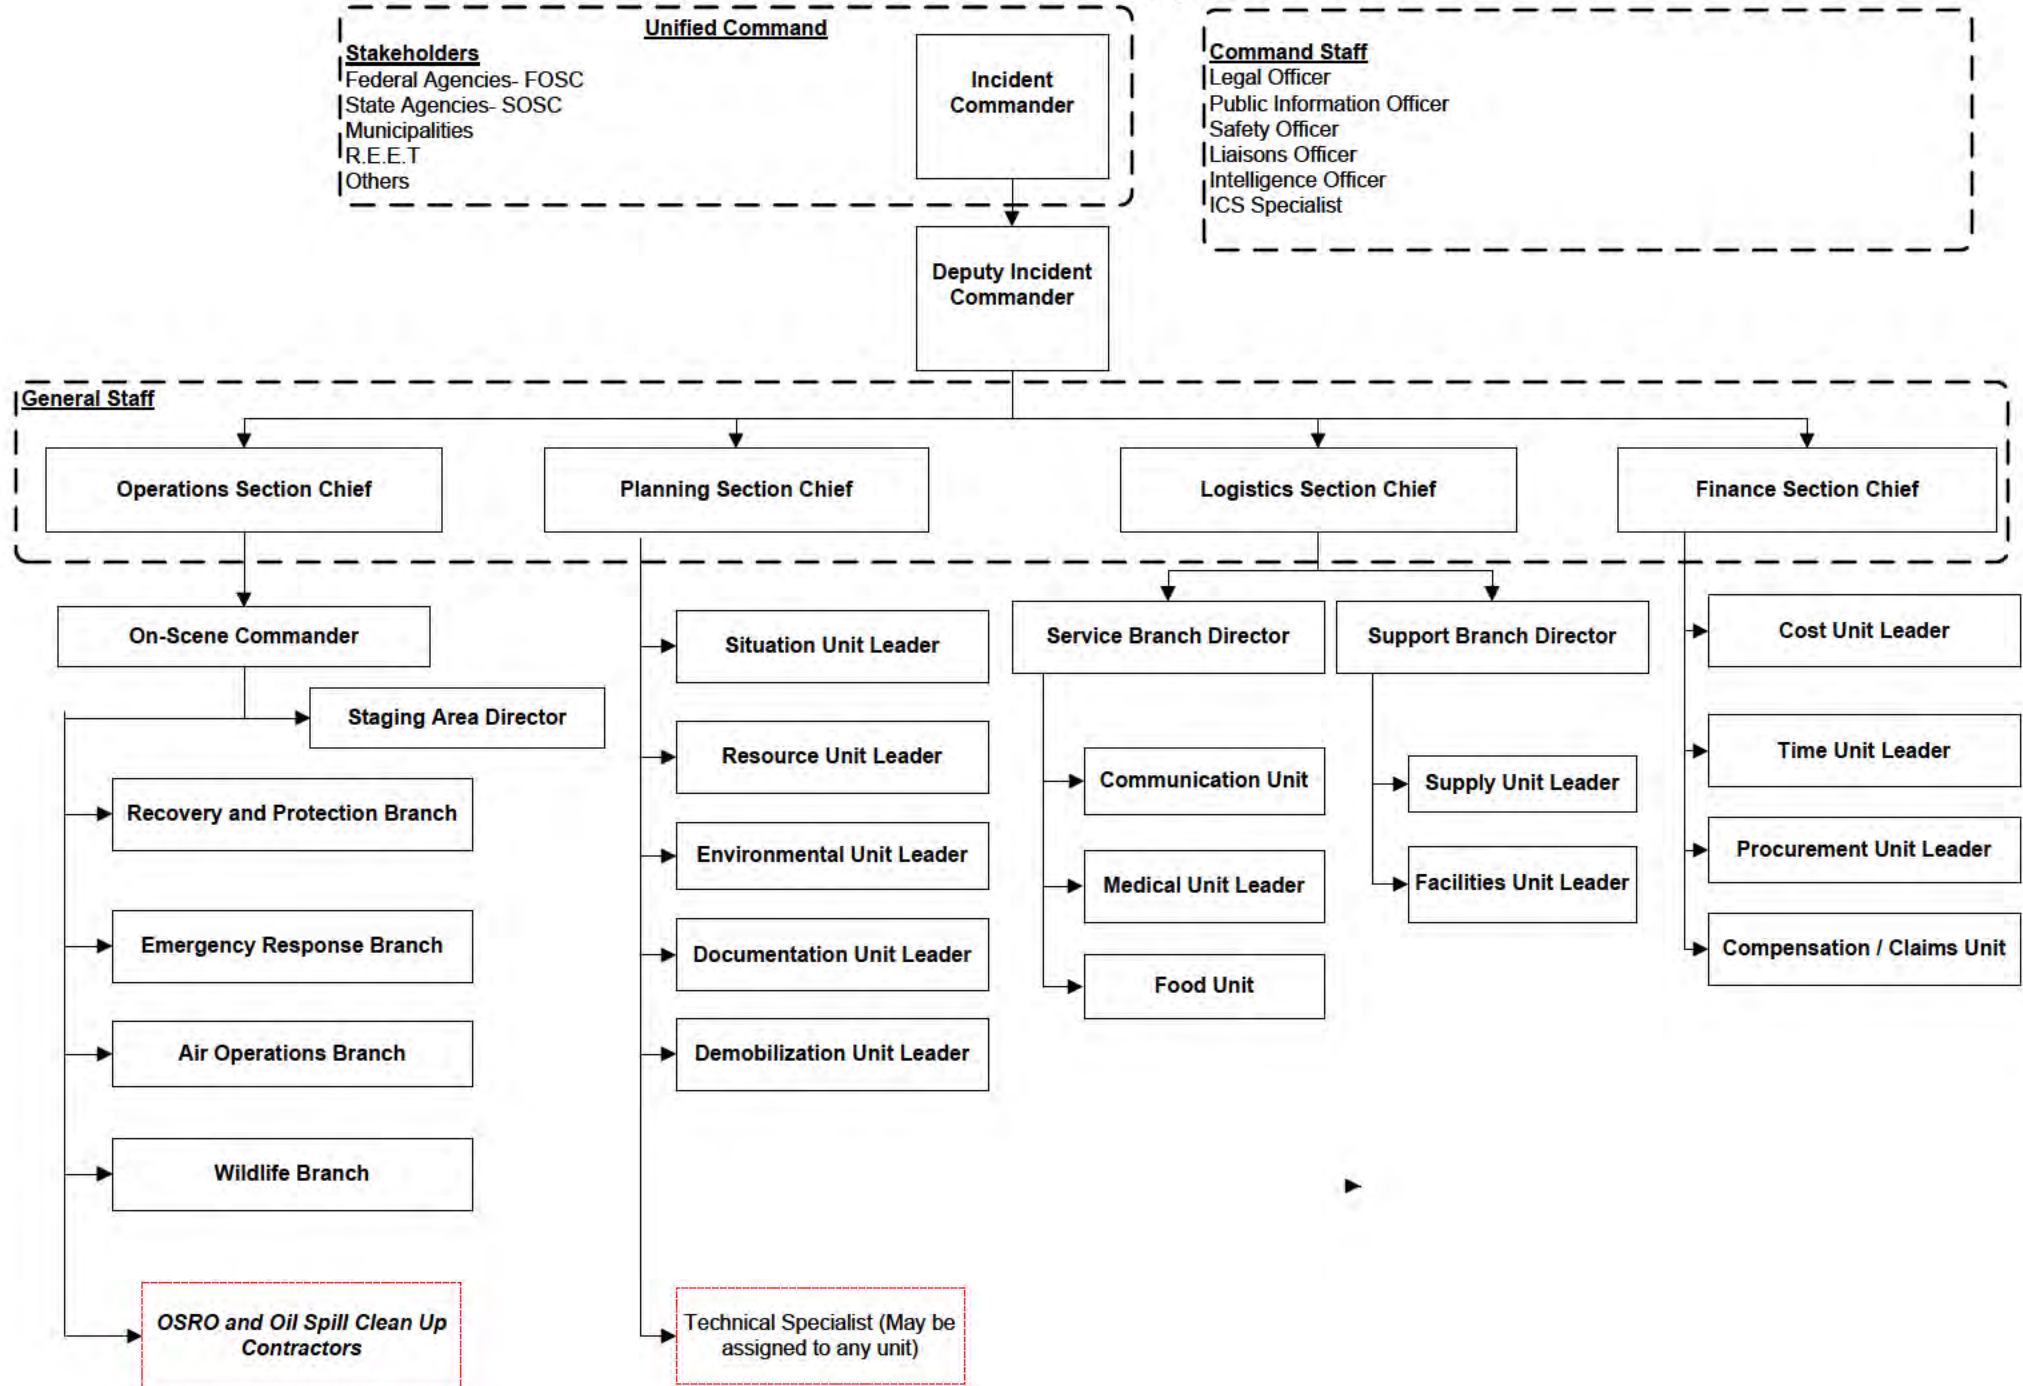 Unified Command
Stakeholders
Federal Agencies- FOSC
State Agencies- SOSC
Municipalities
R.E.E.T
Others
Incident
Commander
Command Staff
Legal Officer
Public Information Officer
Safety Officer
Liaisons Officer
Intelligence Officer
ICS Specialist
Deputy Incident
Commander
General Staff
Operations Section Chief
Planning Section Chief
Logistics Section Chief
Finance Section Chief
On-Scene Commander
Staging Area Director
Recovery and Protection Branch
Emergency Response Branch
Air Operations Branch
Wildlife Branch
OSRO and Oil Spill Clean Up
Contractors
Situation Unit Leader
Resource Unit Leader
Environmental Unit Leader
Documentation Unit Leader
Demobilization Unit Leader
Technical Specialist (May be
assigned to any unit)
Service Branch Director
Communication Unit
Medical Unit Leader
Food Unit
Support Branch Director
Supply Unit Leader
Facilities Unit Leader
Cost Unit Leader
Time Unit Leader
Procurement Unit Leader
Compensation / Claims Unit